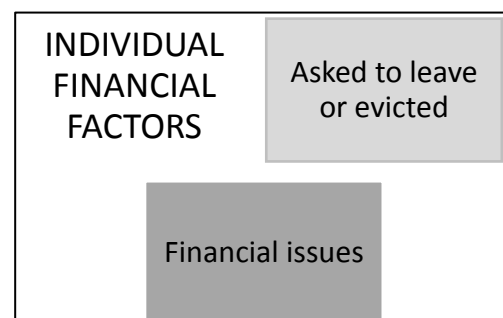 INDIVIDUAL
FINANCIAL
FACTORS
Asked to leave
or evicted
Financial issues